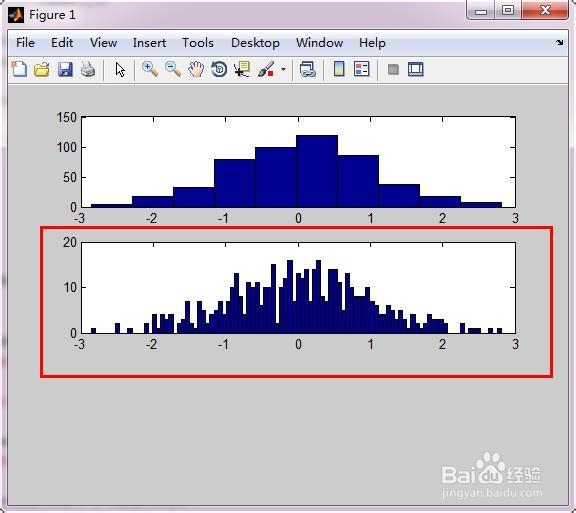 Figure 1
File Edit View Insert Tools Desktop Window Help
150
100
50
0
-3 -2 -1 0 1 2 3
20
10
0
-3 -2 -1 0 1 2 3
Baidu 经验
jingyan.baidu.com